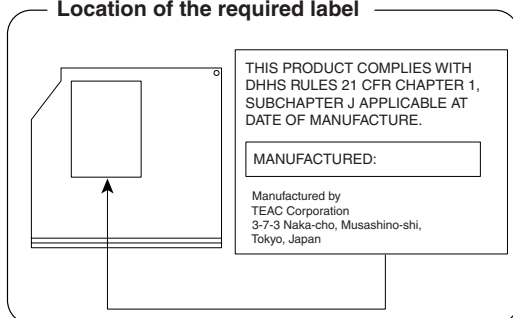 Location of the required label
THIS PRODUCT COMPLIES WITH
DHHS RULES 21 CFR CHAPTER 1,
SUBCHAPTER J APPLICABLE AT
DATE OF MANUFACTURE.
MANUFACTURED:
Manufactured by
TEAC Corporation
3-7-3 Naka-cho, Musashino-shi,
Tokyo, Japan